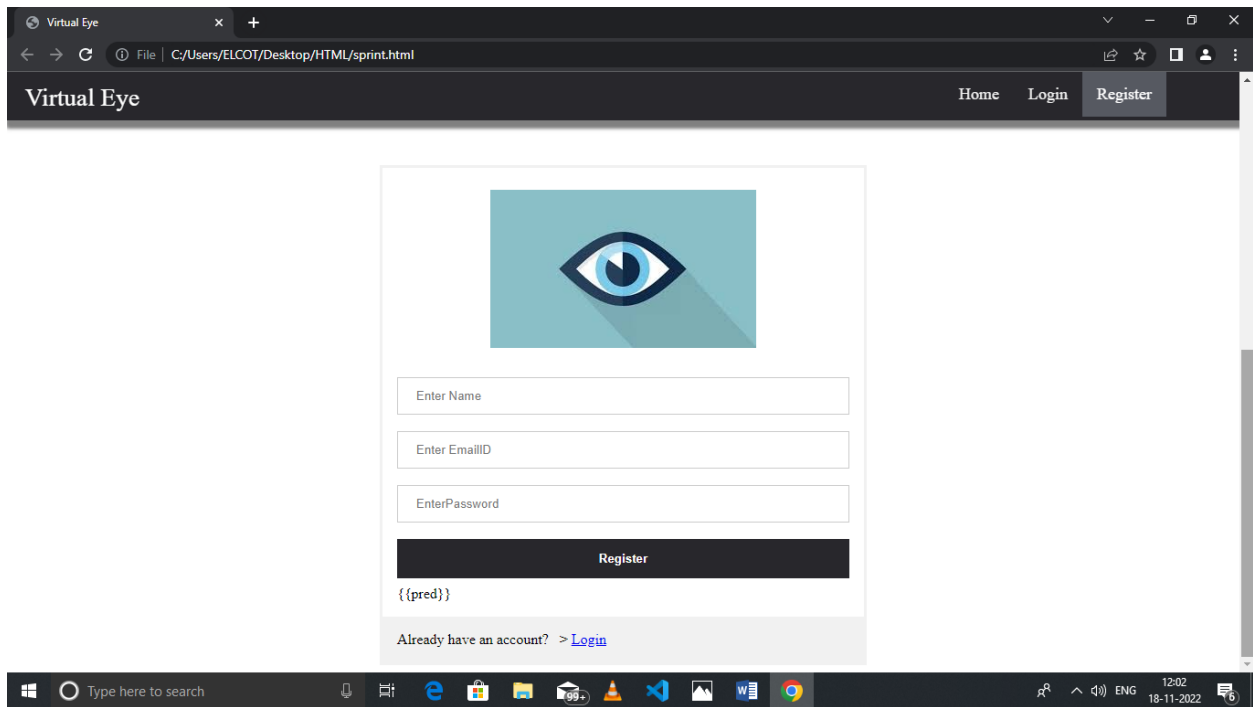 Virtual Eye
File C:/Users/ELCOT/Desktop/HTML/sprint.html
Virtual Eye Home Login Register
Enter Name
Enter EmailID
EnterPassword
Register
{{pred}}
Already have an account? > Login
Type here to search 99+ ENG 12:02
18-11-2022 6